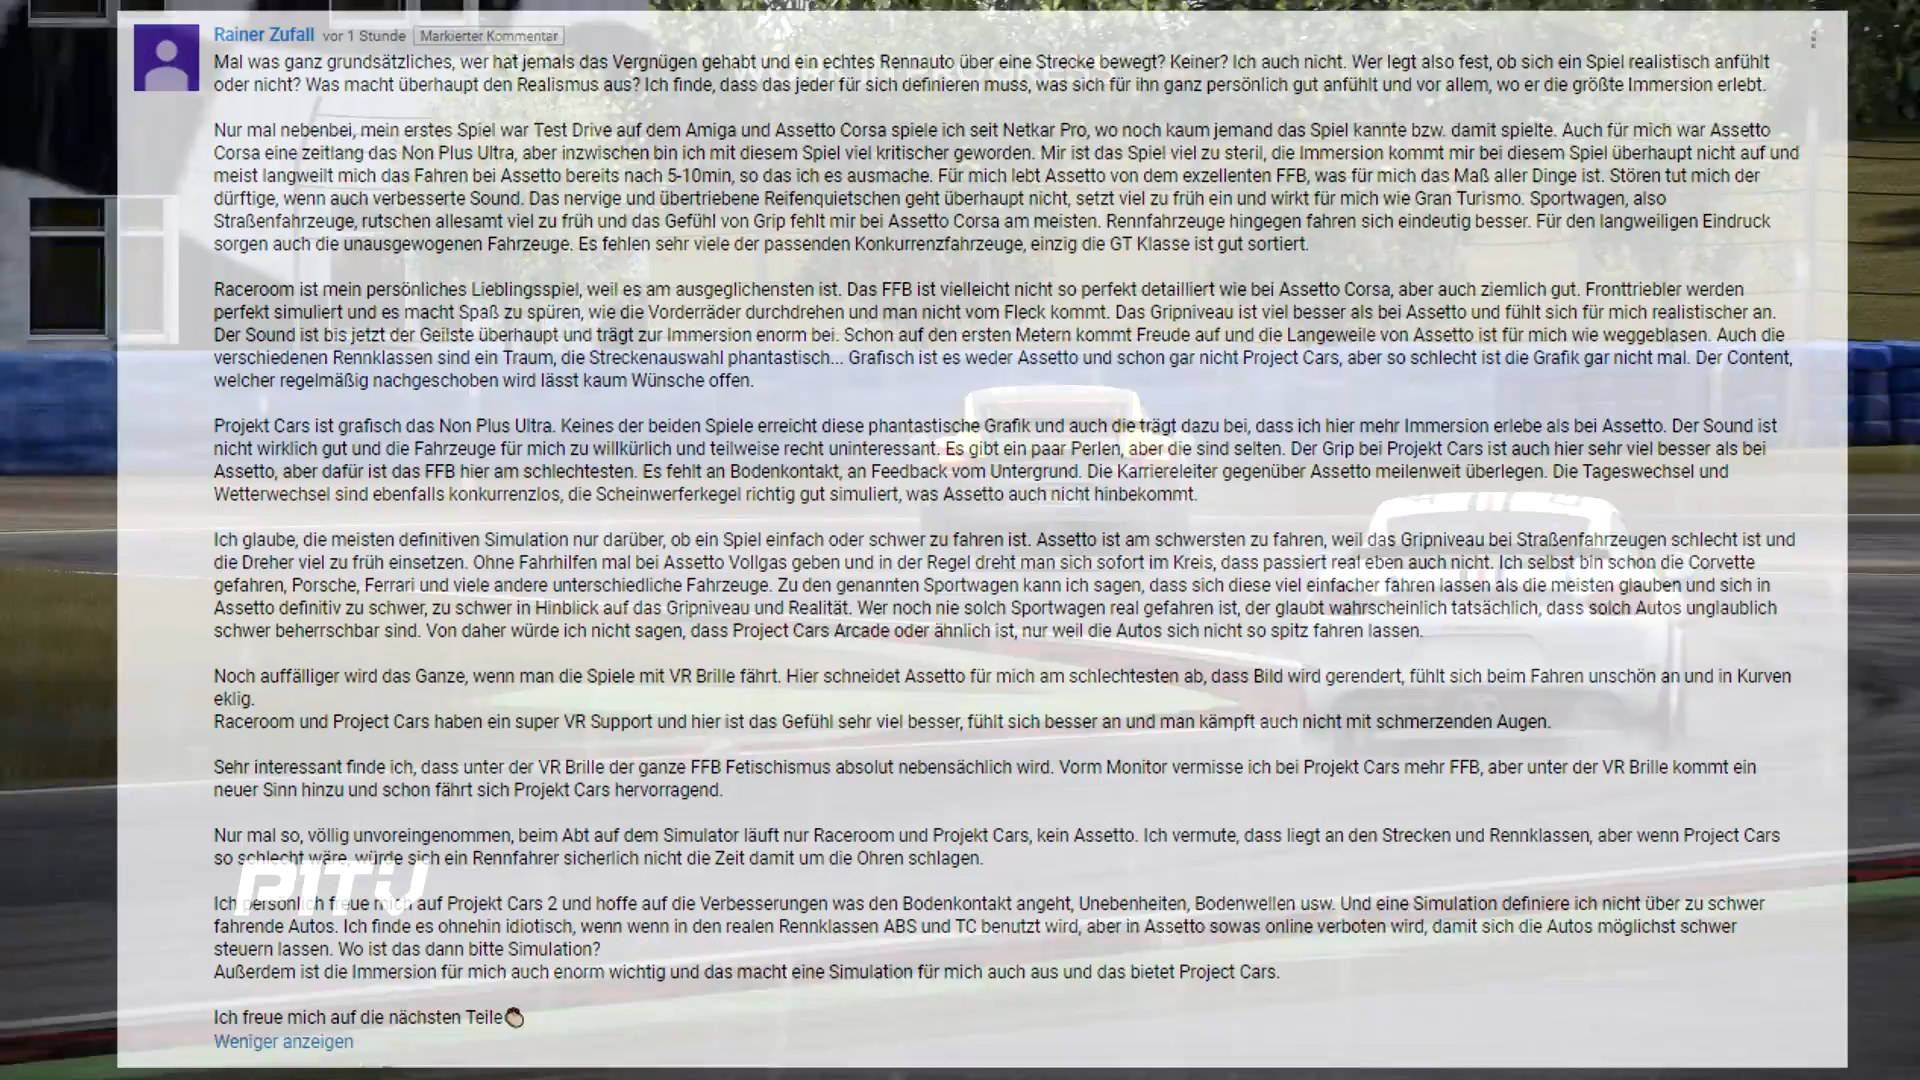 WORK IN PROGRESS
Rainer Zufall vor 1 Stunde Markierter Kommentar
Mal was ganz grundsätzliches, wer hat jemals das Vergnügen gehabt und ein echtes Rennauto über eine Strecke bewegt? Keiner? Ich auch nicht. Wer legt also fest, ob sich ein Spiel realistisch anfühlt
oder nicht? Was macht überhaupt den Realismus aus? Ich finde, dass das jeder für sich definieren muss, was sich für ihn ganz persönlich gut anfühlt und vor allem, wo er die größte Immersion erlebt.
Nur mal nebenbei, mein erstes Spiel war Test Drive auf dem Amiga und Assetto Corsa spiele ich seit Netkar Pro, wo noch kaum jemand das Spiel kannte bzw. damit spielte. Auch für mich war Assetto
Corsa eine zeitlang das Non Plus Ultra, aber inzwischen bin ich mit diesem Spiel viel kritischer geworden. Mir ist das Spiel viel zu steril, die Immersion kommt mir bei diesem Spiel überhaupt nicht auf und
meist langweilt mich das Fahren bei Assetto bereits nach 5-10min, so das ich es ausmache. Für mich lebt Assetto von dem exzellenten FFB, was für mich das Maß aller Dinge ist. Stören tut mich der
dürftige, wenn auch verbesserte Sound. Das nervige und übertriebene Reifenquietschen geht überhaupt nicht, setzt viel zu früh ein und wirkt für mich wie Gran Turismo. Sportwagen, also
Straßenfahrzeuge, rutschen allesamt viel zu früh und das Gefühl von Grip fehlt mir bei Assetto Corsa am meisten. Rennfahrzeuge hingegen fahren sich eindeutig besser. Für den langweiligen Eindruck
sorgen auch die unausgewogenen Fahrzeuge. Es fehlen sehr viele der passenden Konkurrenzfahrzeuge, einzig die GT Klasse ist gut sortiert.
Raceroom ist mein persönliches Lieblingsspiel, weil es am ausgeglichensten ist. Das FFB ist vielleicht nicht so perfekt detailliert wie bei Assetto Corsa, aber auch ziemlich gut. Fronttriebler werden
perfekt simuliert und es macht Spaß zu spüren, wie die Vorderräder durchdrehen und man nicht vom Fleck kommt. Das Gripniveau ist viel besser als bei Assetto und fühlt sich für mich realistischer an.
Der Sound ist bis jetzt der Geilste überhaupt und trägt zur Immersion enorm bei. Schon auf den ersten Metern kommt Freude auf und die Langeweile von Assetto ist für mich wie weggeblasen. Auch die
verschiedenen Rennklassen sind ein Traum, die Streckenauswahl phantastisch... Grafisch ist es weder Assetto und schon gar nicht Project Cars, aber so schlecht ist die Grafik gar nicht mal. Der Content,
welcher regelmäßig nachgeschoben wird lässt kaum Wünsche offen.
Projekt Cars ist grafisch das Non Plus Ultra. Keines der beiden Spiele erreicht diese phantastische Grafik und auch die trägt dazu bei, dass ich hier mehr Immersion erlebe als bei Assetto. Der Sound ist
nicht wirklich gut und die Fahrzeuge für mich zu willkürlich und teilweise recht uninteressant. Es gibt ein paar Perlen, aber die sind selten. Der Grip bei Projekt Cars ist auch hier sehr viel besser als bei
Assetto, aber dafür ist das FFB hier am schlechtesten. Es fehlt an Bodenkontakt, an Feedback vom Untergrund. Die Karriereleiter gegenüber Assetto meilenweit überlegen. Die Tageswechsel und
Wetterwechsel sind ebenfalls konkurrenzlos, die Scheinwerferkegel richtig gut simuliert, was Assetto auch nicht hinbekommt.
Ich glaube, die meisten definitiven Simulation nur darüber, ob ein Spiel einfach oder schwer zu fahren ist. Assetto ist am schwersten zu fahren, weil das Gripniveau bei Straßenfahrzeugen schlecht ist und
die Dreher viel zu früh einsetzen. Ohne Fahrhilfen mal bei Assetto Vollgas geben und in der Regel dreht man sich sofort im Kreis, dass passiert real eben auch nicht. Ich selbst bin schon die Corvette
gefahren, Porsche, Ferrari und viele andere unterschiedliche Fahrzeuge. Zu den genannten Sportwagen kann ich sagen, dass sich diese viel einfacher fahren lassen als die meisten glauben und sich in
Assetto definitiv zu schwer, zu schwer in Hinblick auf das Gripniveau und Realität. Wer noch nie solch Sportwagen real gefahren ist, der glaubt wahrscheinlich tatsächlich, dass solch Autos unglaublich
schwer beherrschbar sind. Von daher würde ich nicht sagen, dass Project Cars Arcade oder ähnlich ist, nur weil die Autos sich nicht so spitz fahren lassen.
Noch auffälliger wird das Ganze, wenn man die Spiele mit VR Brille fährt. Hier schneidet Assetto für mich am schlechtesten ab, dass Bild wird gerendert, fühlt sich beim Fahren unschön an und in Kurven
eklig.
Raceroom und Project Cars haben ein super VR Support und hier ist das Gefühl sehr viel besser, fühlt sich besser an und man kämpft auch nicht mit schmerzenden Augen.
Sehr interessant finde ich, dass unter der VR Brille der ganze FFB Fetischismus absolut nebensächlich wird. Vorm Monitor vermisse ich bei Projekt Cars mehr FFB, aber unter der VR Brille kommt ein
neuer Sinn hinzu und schon fährt sich Projekt Cars hervorragend.
Nur mal so, völlig unvoreingenommen, beim Abt auf dem Simulator läuft nur Raceroom und Projekt Cars, kein Assetto. Ich vermute, dass liegt an den Strecken und Rennklassen, aber wenn Project Cars
so schlecht wäre, würde sich ein Rennfahrer sicherlich nicht die Zeit damit um die Ohren schlagen.
P1TV
Ich persönlich freue mich auf Projekt Cars 2 und hoffe auf die Verbesserungen was den Bodenkontakt angeht, Unebenheiten, Bodenwellen usw. Und eine Simulation definiere ich nicht über zu schwer
fahrende Autos. Ich finde es ohnehin idiotisch, wenn wenn in den realen Rennklassen ABS und TC benutzt wird, aber in Assetto sowas online verboten wird, damit sich die Autos möglichst schwer
steuern lassen. Wo ist das dann bitte Simulation?
Außerdem ist die Immersion für mich auch enorm wichtig und das macht eine Simulation für mich auch aus und das bietet Project Cars.
Ich freue mich auf die nächsten Teile
Weniger anzeigen